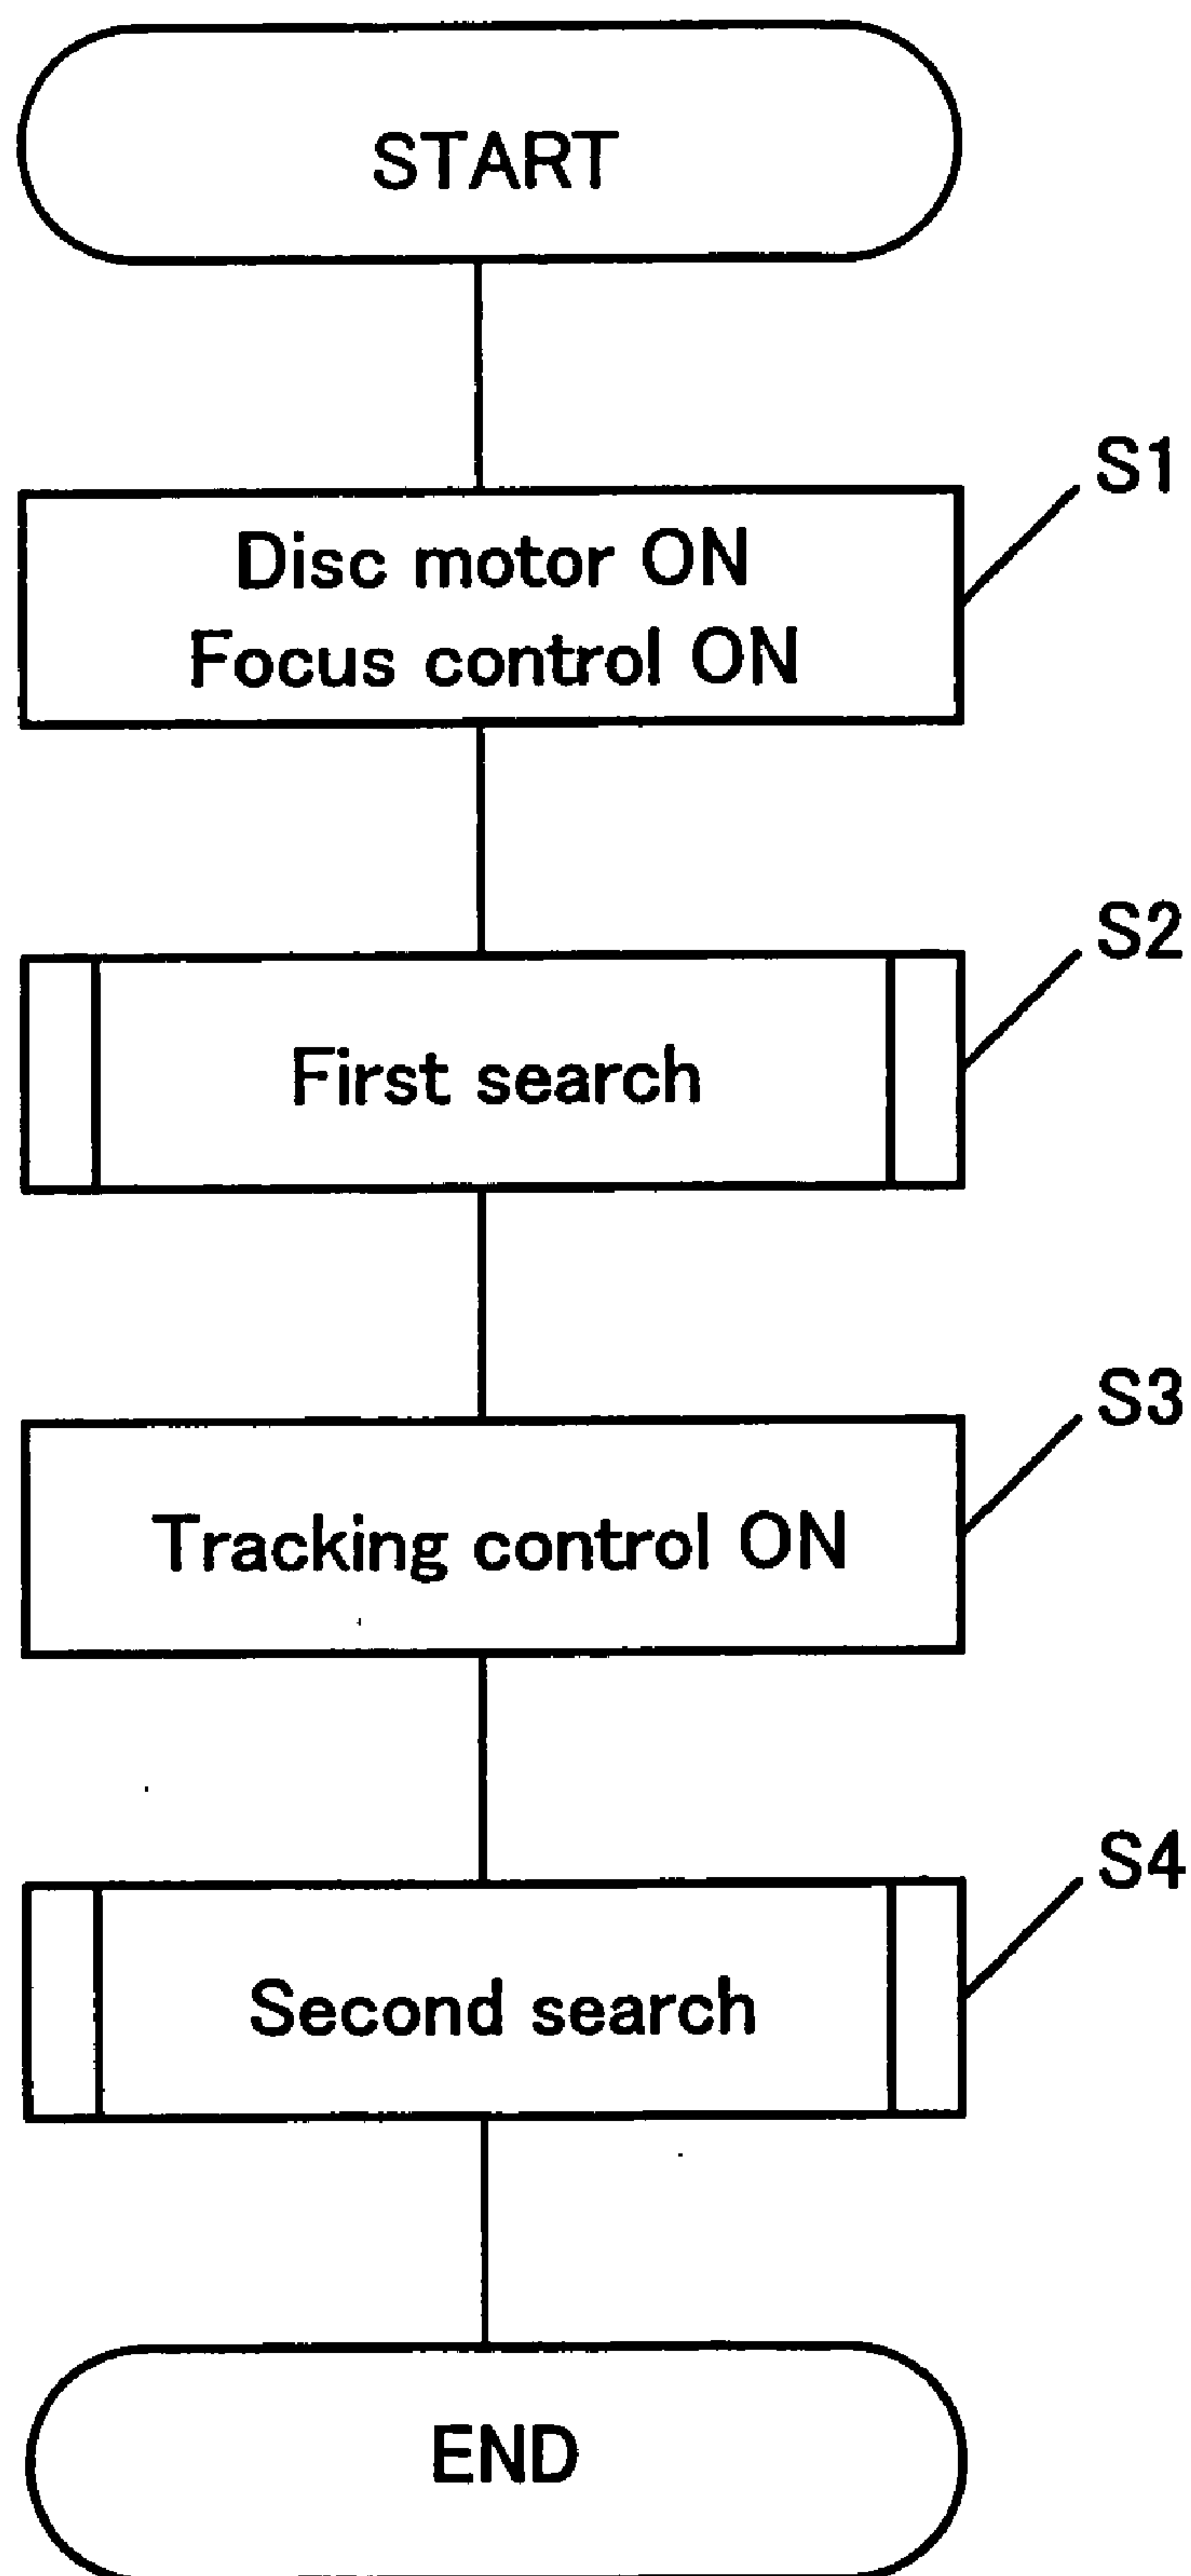 START
S1
Disc motor ON
Focus control ON
S2
First search
S3
Tracking control ON
S4
Second search
END